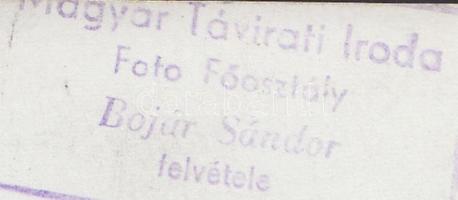 Magyar Távirati Iroda
Foto Főosztály
Bojár Sándor
felvétele